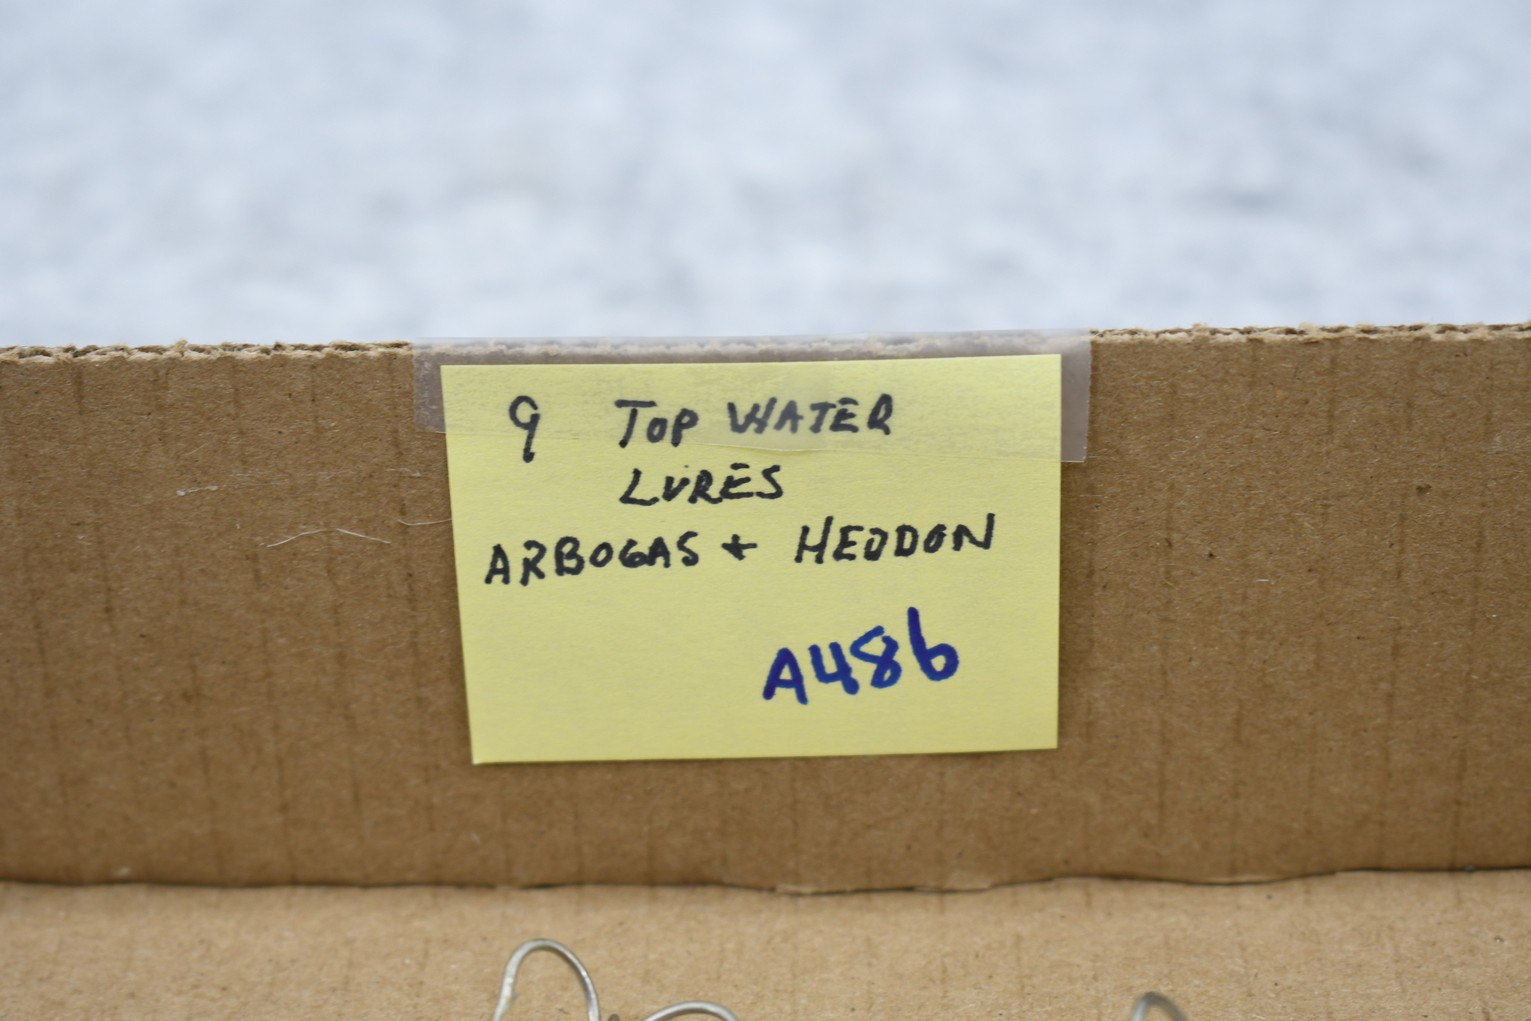 9 TOP WATER
LURES
ARBOGAS + HEDDON
A486